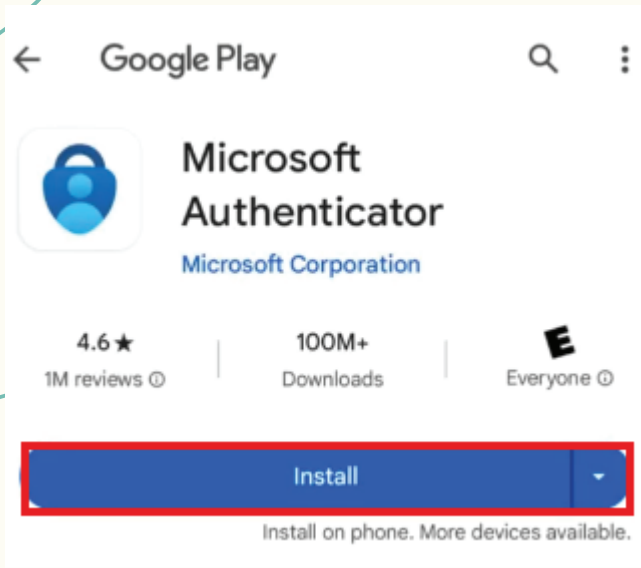 Google Play
Microsoft
Authenticator
Microsoft Corporation
4.6★ 100M+ E
1M reviews ⓘ Downloads Everyone ⓘ
Install
Install on phone. More devices available.